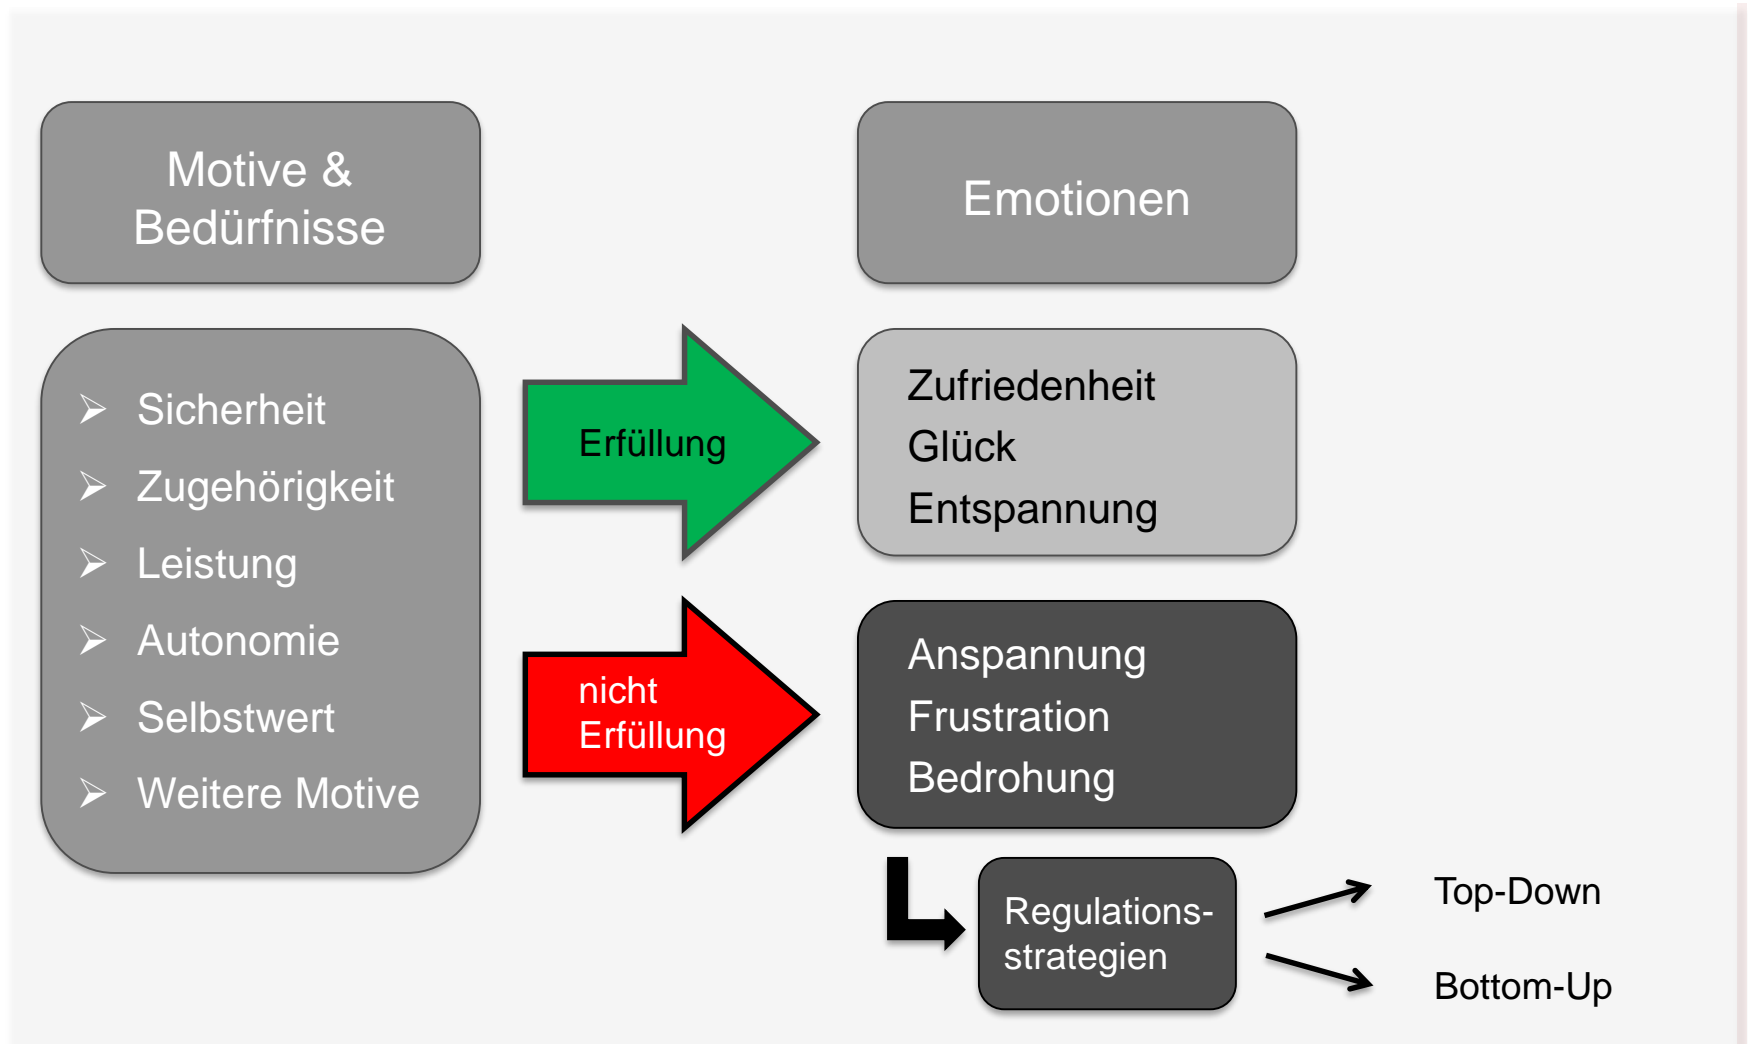 Motive &
Bedürfnisse
Emotionen
Sicherheit
Zugehörigkeit
Leistung
Autonomie
Selbstwert
Weitere Motive
Erfüllung
nicht
Erfüllung
Zufriedenheit
Glück
Entspannung
Anspannung
Frustration
Bedrohung
Regulations-
strategien
Top-Down
Bottom-Up